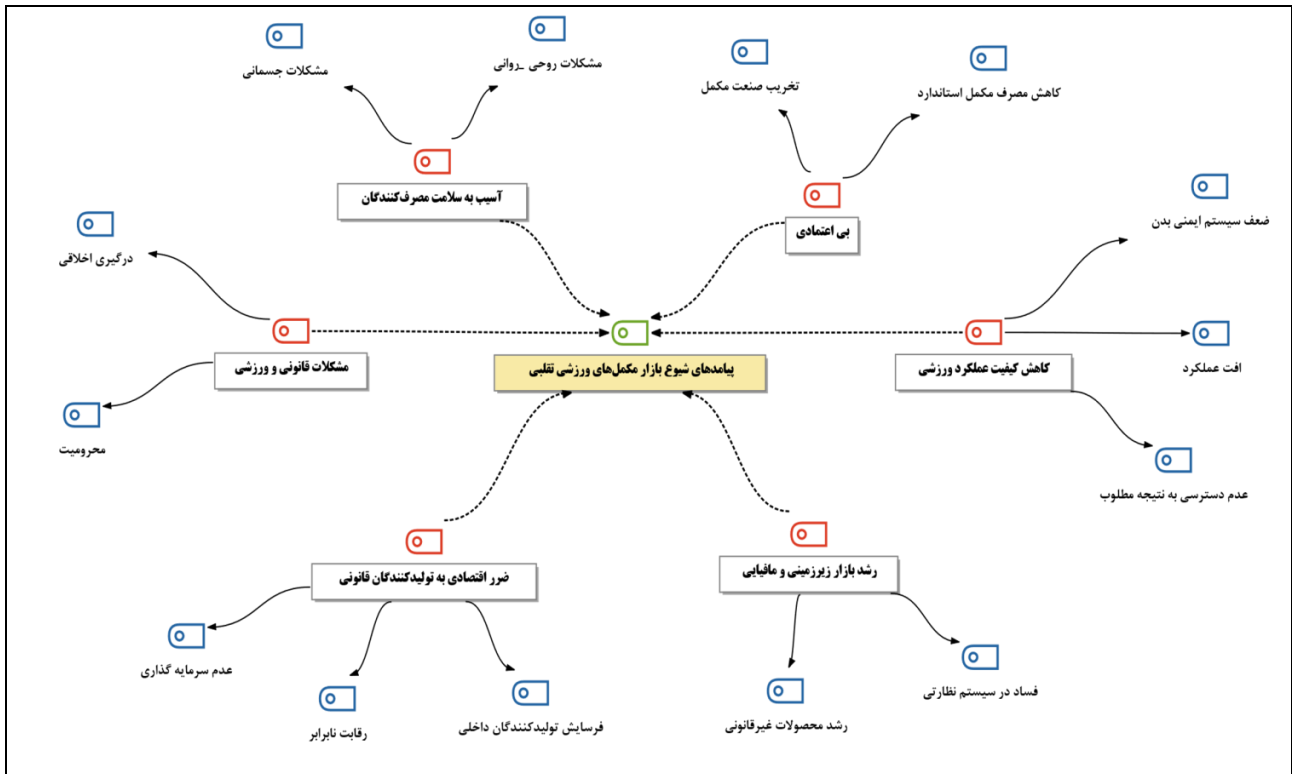 مشکلات روحی _روانی
مشکلات جسمانی
تخریب صنعت مکمل
کاهش مصرف مکمل استاندارد
آسیب به سلامت مصرف‌کنندگان
بی اعتمادی
ضعف سیستم ایمنی بدن
درگیری اخلاقی
مشکلات قانونی و ورزشی
پیامدهای شیوع بازار مکمل‌های ورزشی تقلبی
کاهش کیفیت عملکرد ورزشی
افت عملکرد
محرومیت
عدم دسترسی به نتیجه مطلوب
رشد بازار زیرزمینی و مافیایی
ضرر اقتصادی به تولیدکنندگان قانونی
عدم سرمایه گذاری
رقابت نابرابر
فرسایش تولیدکنندگان داخلی
رشد محصولات غیرقانونی
فساد در سیستم نظارتی